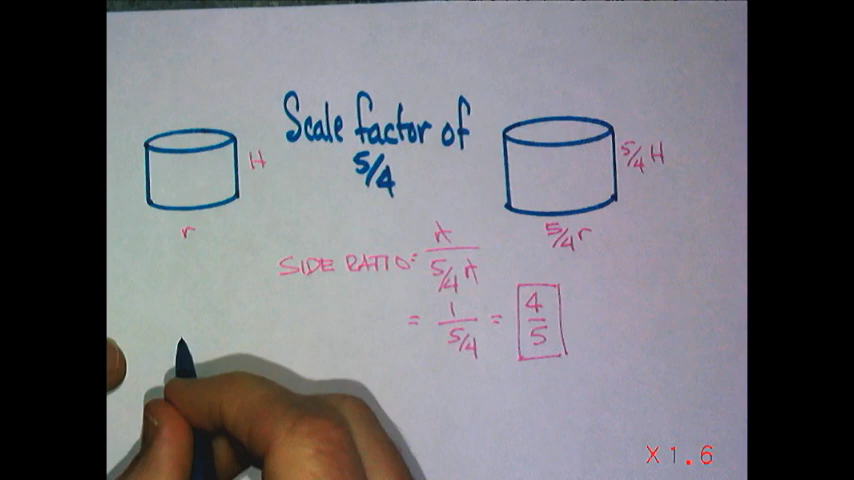 Scale factor of
5/4
H
r
5/4 H
5/4 r
SIDE RATIO: r / 5/4 r
= 1 / 5/4 = 4/5
X1.6